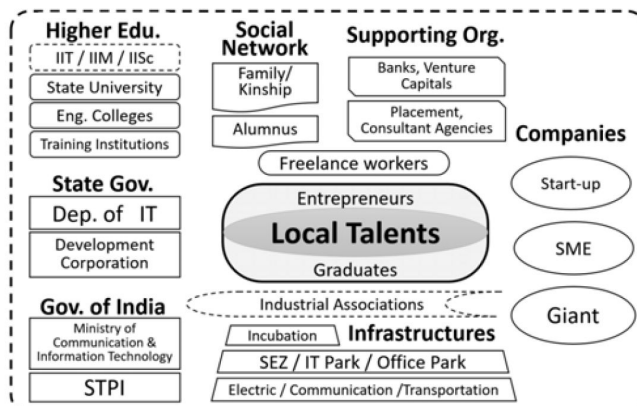 Higher Edu.
IIT / IIM / IISc
State University
Eng. Colleges
Training Institutions
Social
Network
Family/
Kinship
Alumnus
Supporting Org.
Banks, Venture
Capitals
Placement,
Consultant Agencies
Companies
Start-up
SME
Giant
Freelance workers
Entrepreneurs
Local Talents
Graduates
State Gov.
Dep. of IT
Development
Corporation
Industrial Associations
Gov. of India
Ministry of
Communication &
Information Technology
STPI
Incubation
Infrastructures
SEZ / IT Park / Office Park
Electric / Communication /Transportation